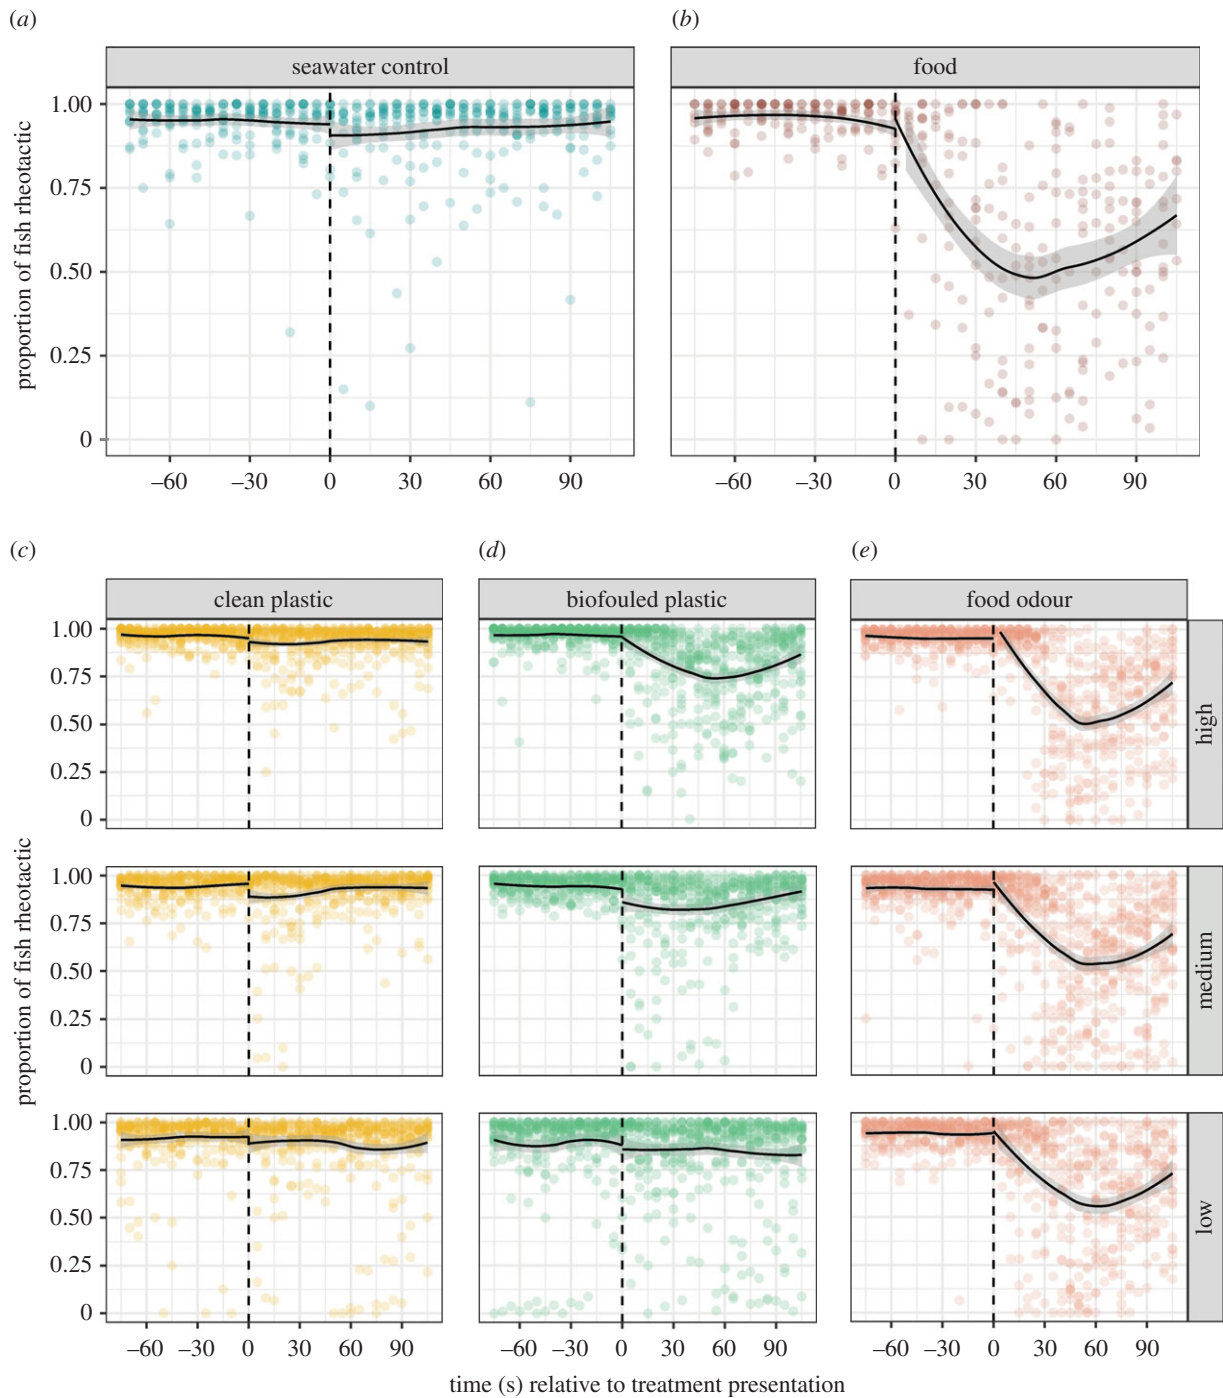 (a)
(b)
seawater control
food
proportion of fish rheotactic
1.00
0.75
0.50
0.25
0
–60 –30 0 30 60 90
–60 –30 0 30 60 90
(c)
(d)
(e)
clean plastic
biofouled plastic
food odour
proportion of fish rheotactic
1.00
0.75
0.50
0.25
0
high
1.00
0.75
0.50
0.25
0
medium
1.00
0.75
0.50
0.25
0
low
–60 –30 0 30 60 90
–60 –30 0 30 60 90
–60 –30 0 30 60 90
time (s) relative to treatment presentation